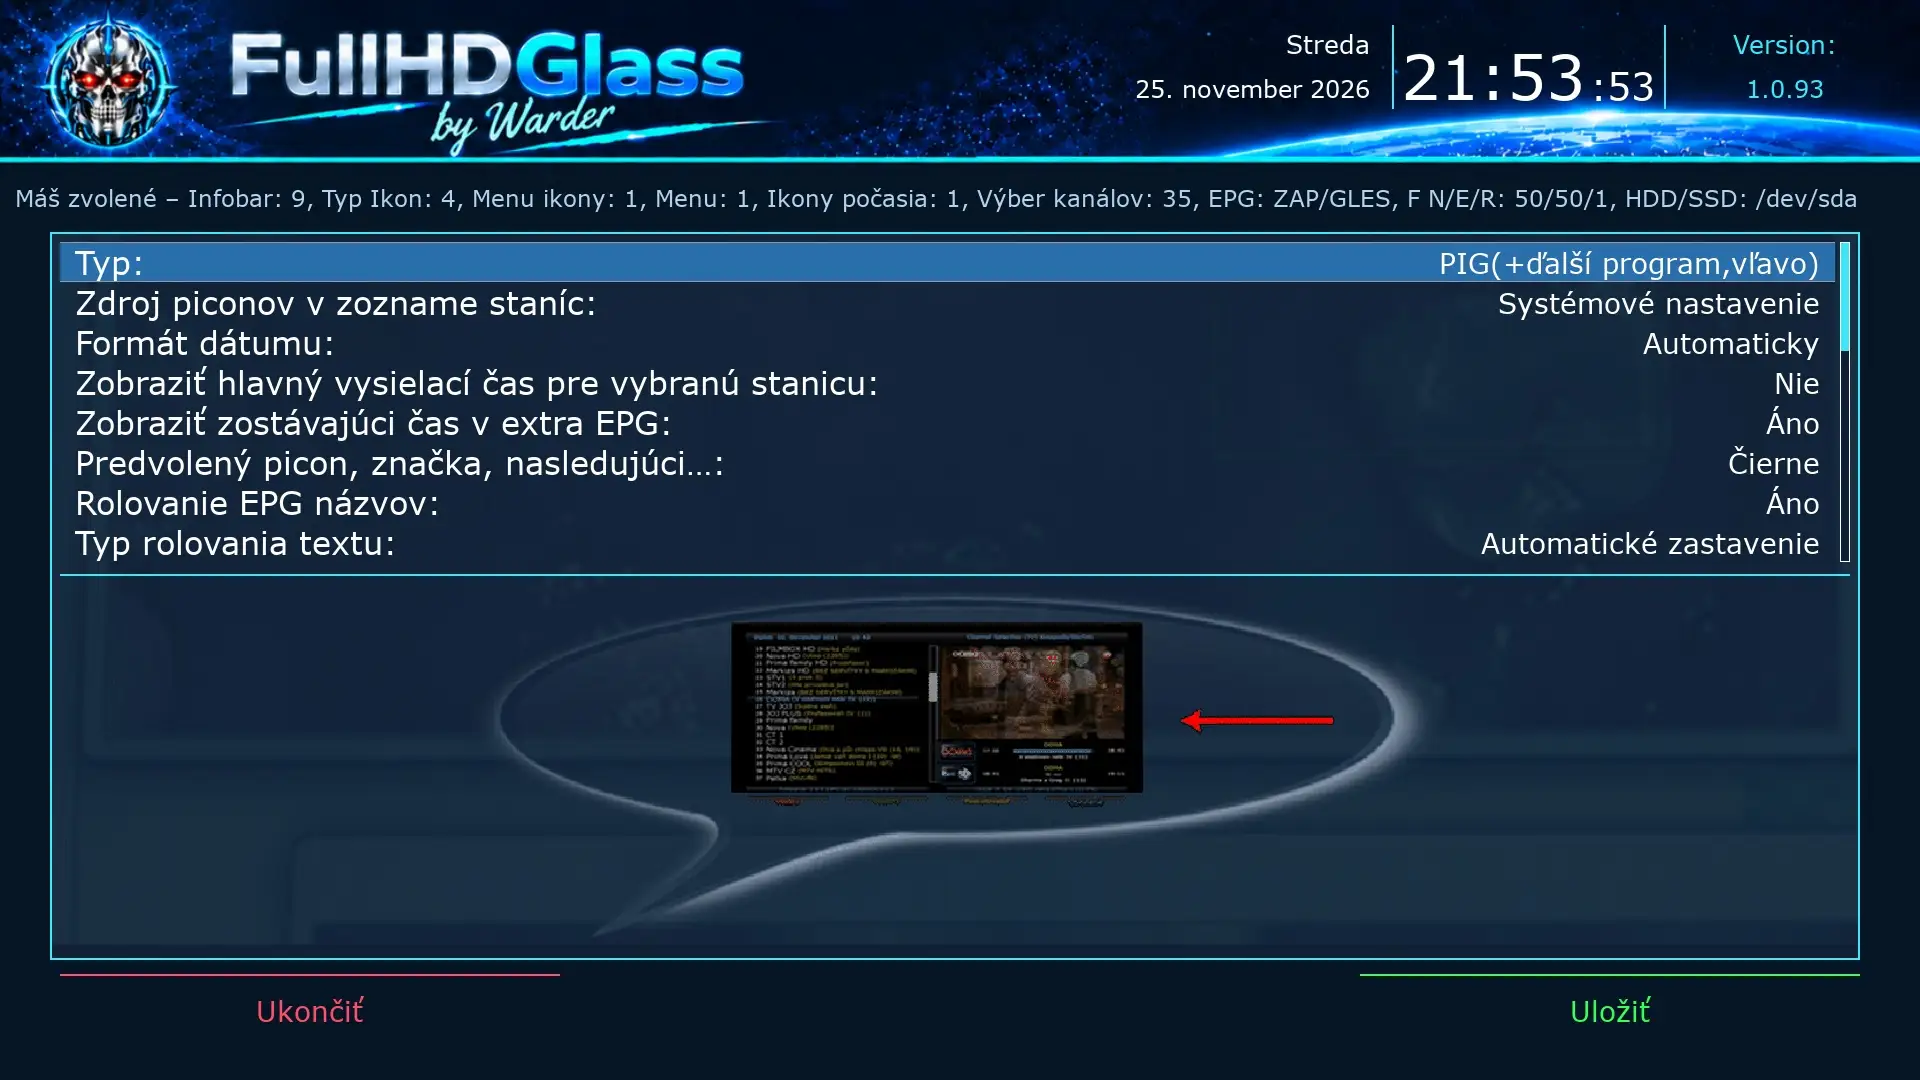 FullHDGlass
by Warder
Streda
25. november 2026
21:53:53
Version:
1.0.93
Máš zvolené – Infobar: 9, Typ Ikon: 4, Menu ikony: 1, Menu: 1, Ikony počasia: 1, Výber kanálov: 35, EPG: ZAP/GLES, F N/E/R: 50/50/1, HDD/SSD: /dev/sda
Typ: PIG(+ďalší program,vľavo)
Zdroj piconov v zozname staníc: Systémové nastavenie
Formát dátumu: Automaticky
Zobraziť hlavný vysielací čas pre vybranú stanicu: Nie
Zobraziť zostávajúci čas v extra EPG: Áno
Predvolený picon, značka, nasledujúci...: Čierne
Rolovanie EPG názvov: Áno
Typ rolovania textu: Automatické zastavenie
Ukončiť
Uložiť